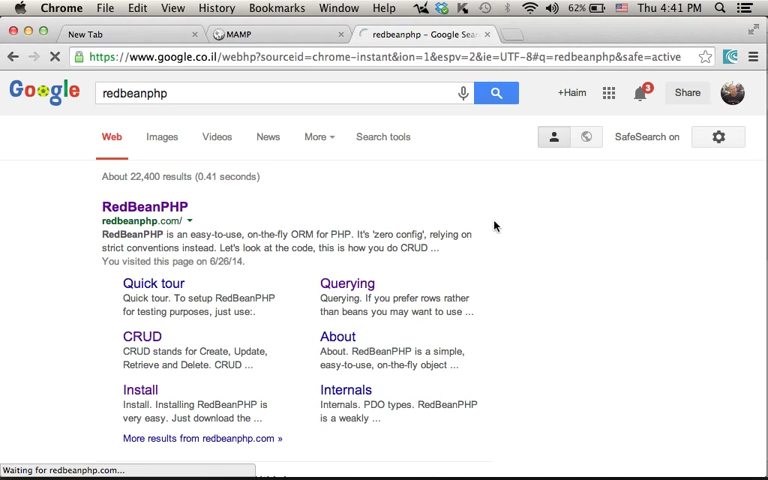 Chrome File Edit View History Bookmarks Window Help 62% Thu 4:41 PM
New Tab MAMP redbeanphp - Google Sea
https://www.google.co.il/webhp?sourceid=chrome-instant&ion=1&espv=2&ie=UTF-8#q=redbeanphp&safe=active
Google redbeanphp +Haim 3 Share
Web Images Videos News More Search tools SafeSearch on
About 22,400 results (0.41 seconds)
RedBeanPHP
redbeanphp.com/
RedBeanPHP is an easy-to-use, on-the-fly ORM for PHP. It's 'zero config', relying on
strict conventions instead. Let's look at the code, this is how you do CRUD ...
You visited this page on 6/26/14.
Quick tour
Quick tour. To setup RedBeanPHP
for testing purposes, just use:.
Querying
Querying. If you prefer rows rather
than beans you may want to use ...
CRUD
CRUD stands for Create, Update,
Retrieve and Delete. CRUD ...
About
About. RedBeanPHP is a simple,
easy-to-use, on-the-fly object ...
Install
Install. Installing RedBeanPHP is
very easy. Just download the ...
Internals
Internals. PDO types. RedBeanPHP
is a weakly ...
More results from redbeanphp.com »
Waiting for redbeanphp.com...